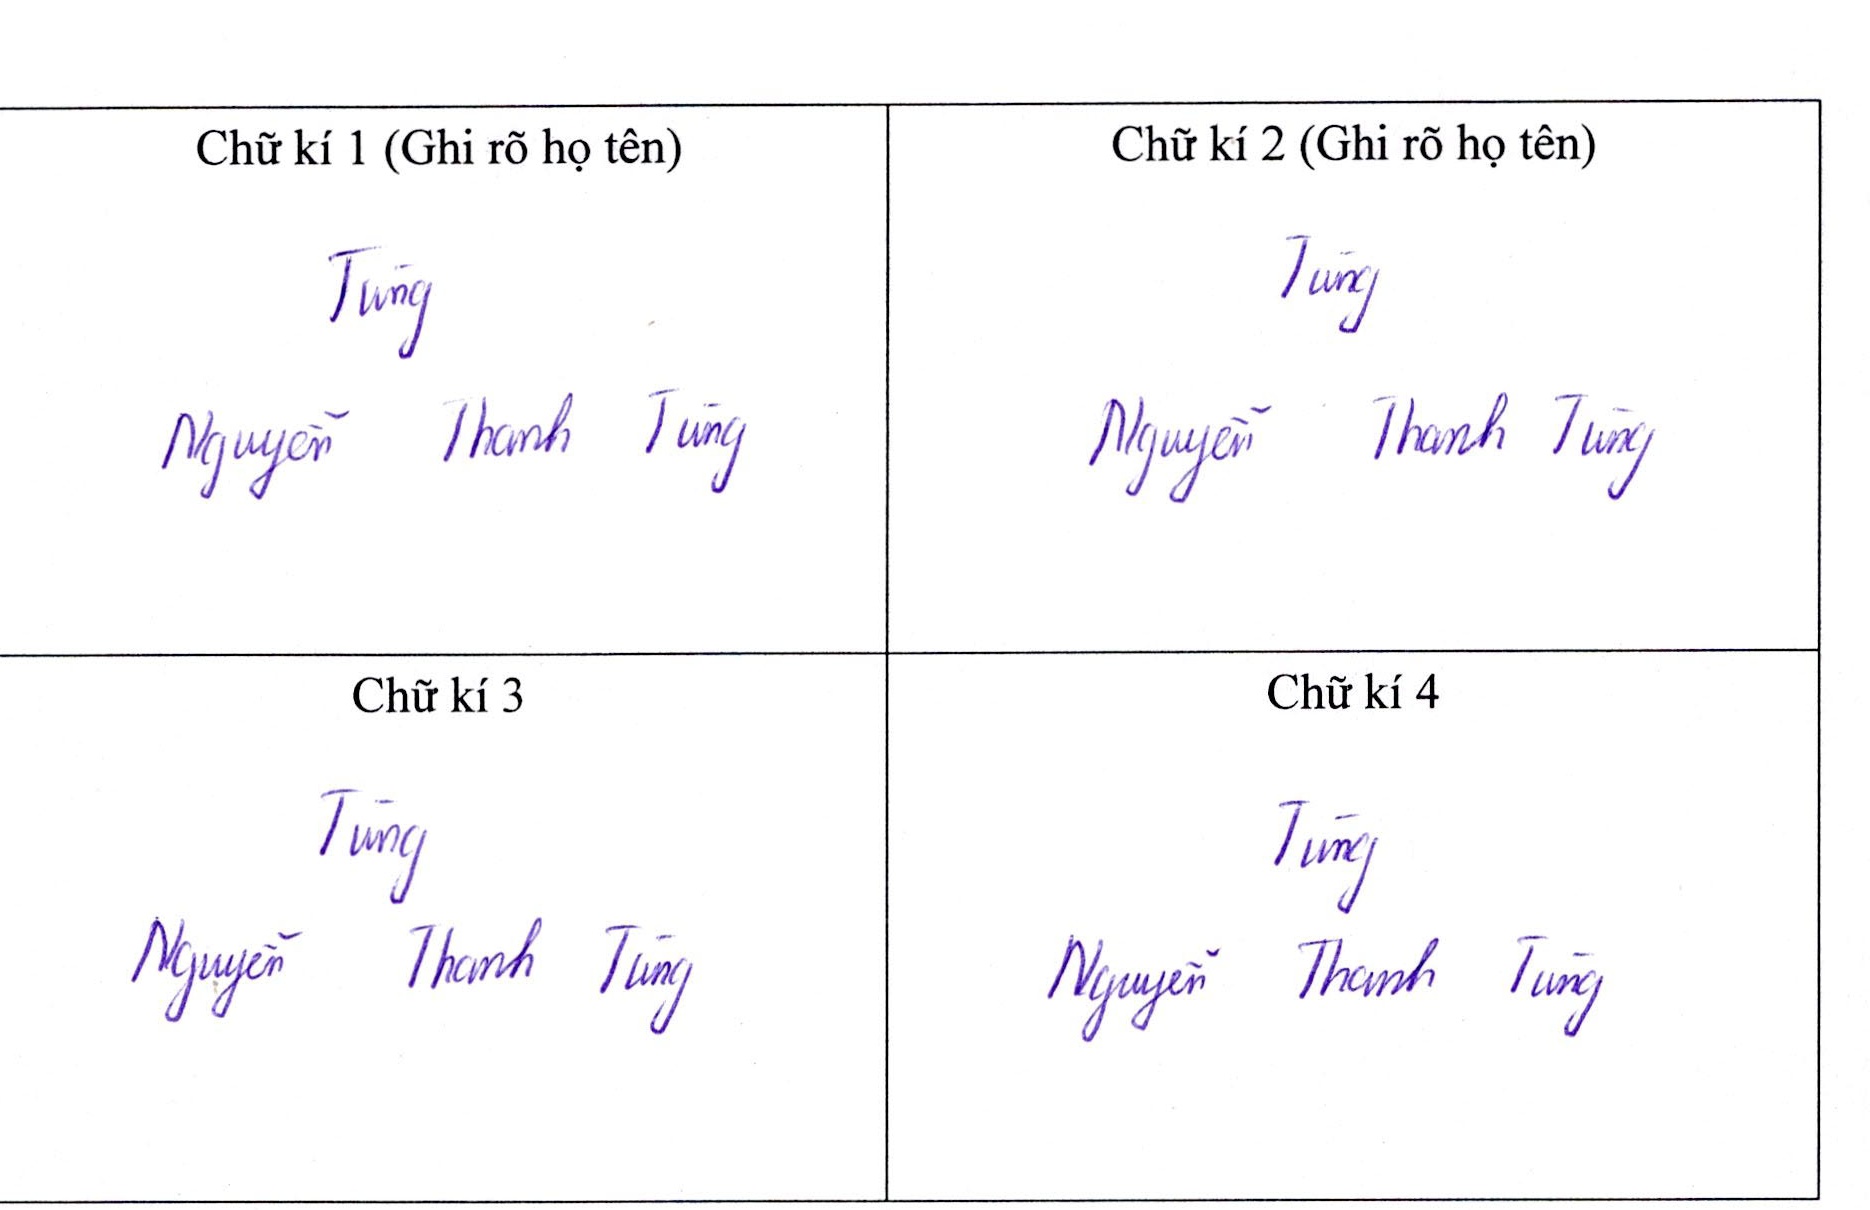 Chữ kí 1 (Ghi rõ họ tên)
Tùng
Nguyễn Thanh Tùng
Chữ kí 2 (Ghi rõ họ tên)
Tùng
Nguyễn Thanh Tùng
Chữ kí 3
Tùng
Nguyễn Thanh Tùng
Chữ kí 4
Tùng
Nguyễn Thanh Tùng